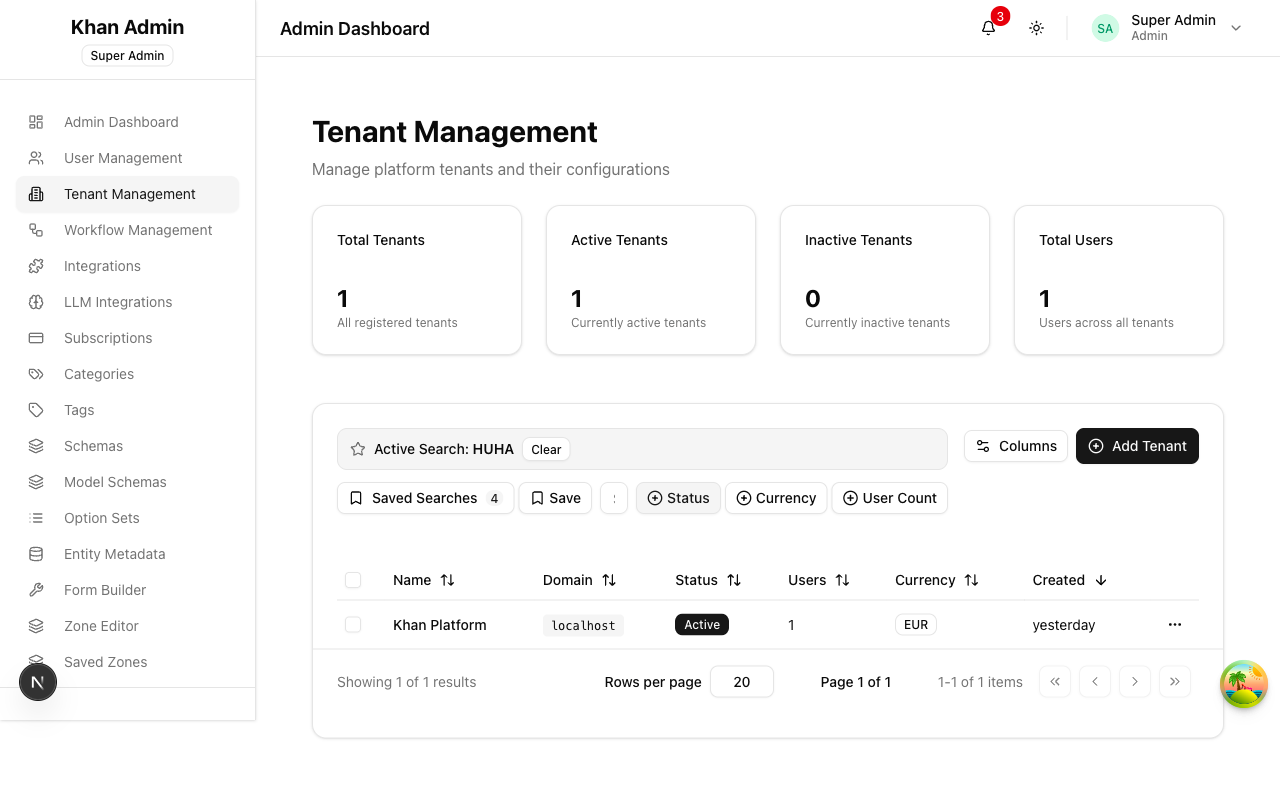 Khan Admin
Super Admin
Admin Dashboard
User Management
Tenant Management
Workflow Management
Integrations
LLM Integrations
Subscriptions
Categories
Tags
Schemas
Model Schemas
Option Sets
Entity Metadata
Form Builder
Zone Editor
Saved Zones
N
Admin Dashboard
3
SA
Super Admin
Admin
Tenant Management
Manage platform tenants and their configurations
Total Tenants
1
All registered tenants
Active Tenants
1
Currently active tenants
Inactive Tenants
0
Currently inactive tenants
Total Users
1
Users across all tenants
Active Search: HUHA Clear
Columns
Add Tenant
Saved Searches 4 Save Status Currency User Count
Name Domain Status Users Currency Created
Khan Platform localhost Active 1 EUR yesterday
Showing 1 of 1 results Rows per page 20 Page 1 of 1 1-1 of 1 items